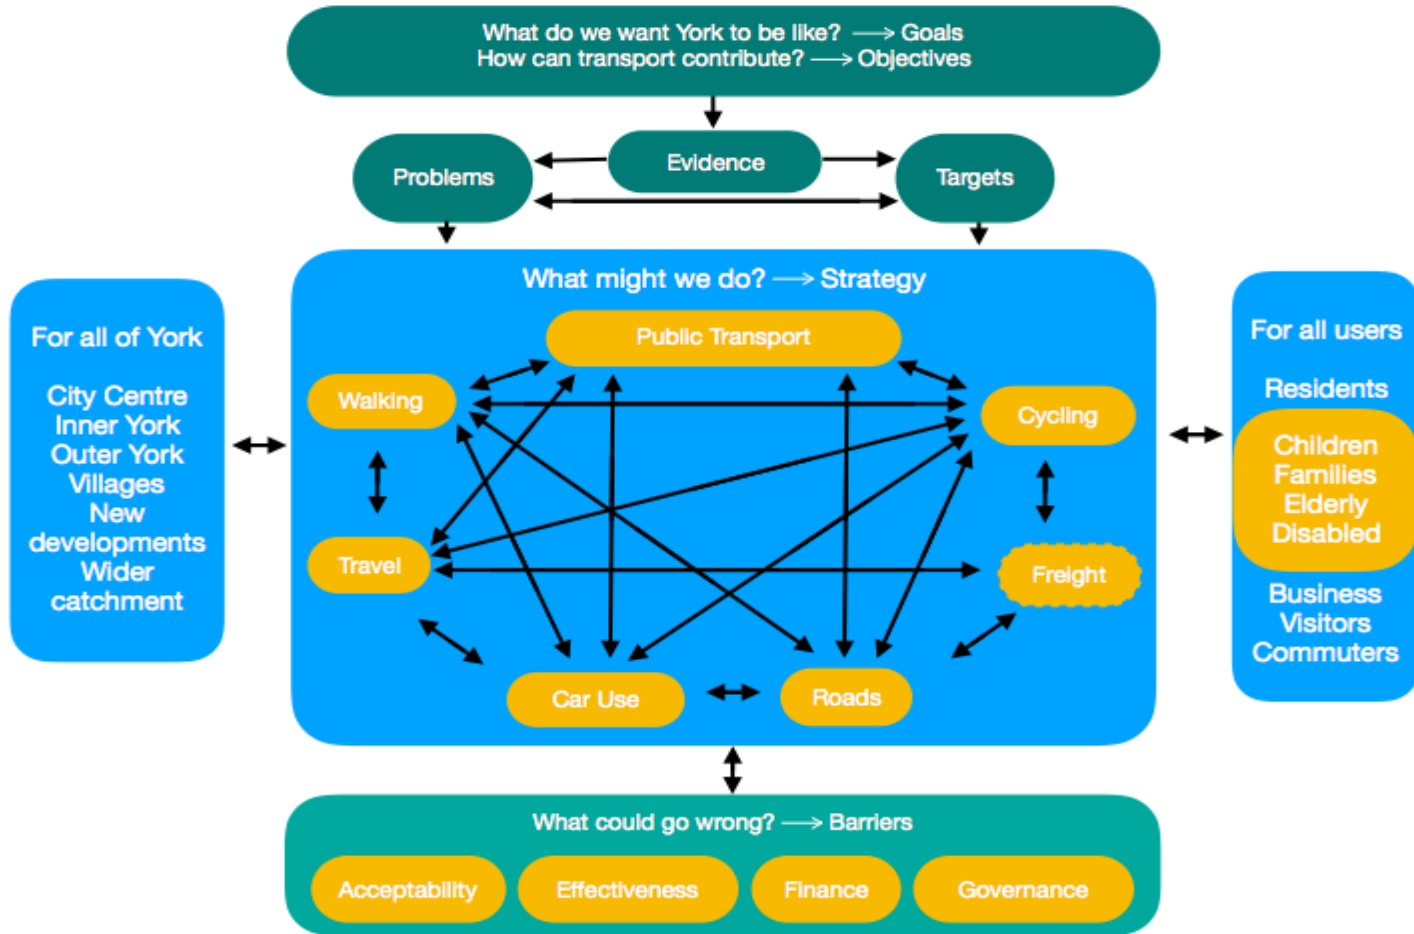 What do we want York to be like? ⟶ Goals
How can transport contribute? ⟶ Objectives
Evidence
Problems
Targets
What might we do? ⟶ Strategy
Public Transport
Walking
Cycling
Travel
Freight
Car Use
Roads
For all of York
City Centre
Inner York
Outer York
Villages
New
developments
Wider
catchment
For all users
Residents
Children
Families
Elderly
Disabled
Business
Visitors
Commuters
What could go wrong? ⟶ Barriers
Acceptability
Effectiveness
Finance
Governance